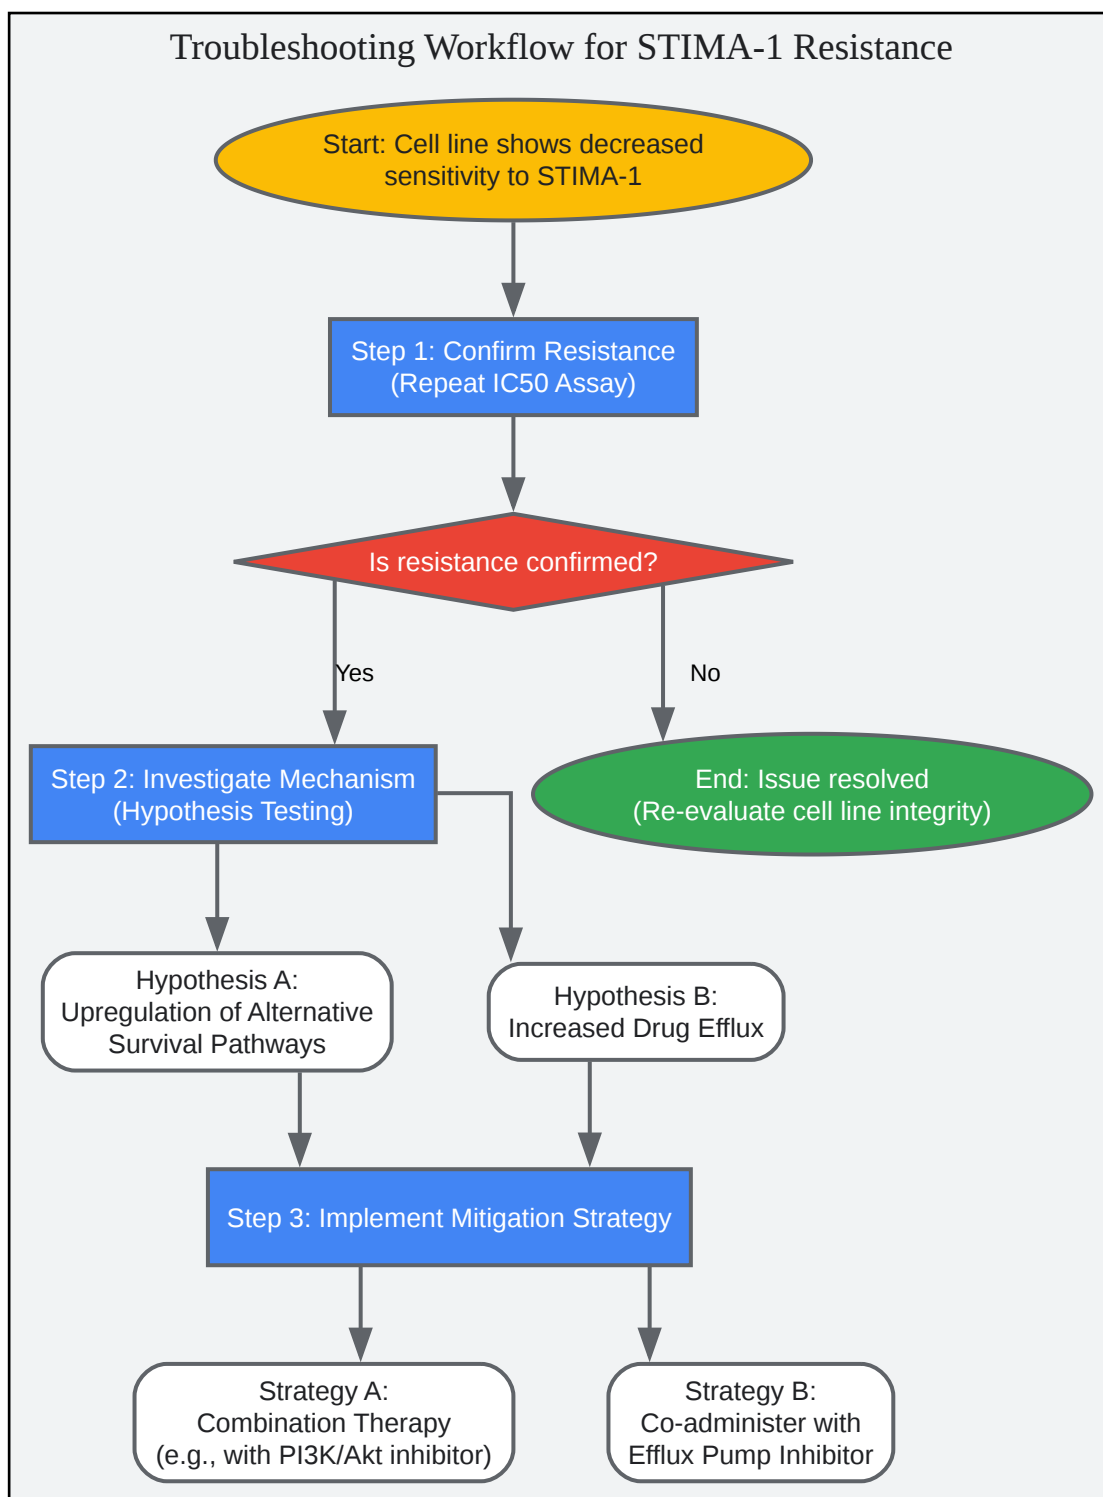 Troubleshooting Workflow for STIMA-1 Resistance
Start: Cell line shows decreased
sensitivity to STIMA-1
Step 1: Confirm Resistance
(Repeat IC50 Assay)
Is resistance confirmed?
Yes
No
Step 2: Investigate Mechanism
(Hypothesis Testing)
End: Issue resolved
(Re-evaluate cell line integrity)
Hypothesis A:
Upregulation of Alternative
Survival Pathways
Hypothesis B:
Increased Drug Efflux
Step 3: Implement Mitigation Strategy
Strategy A:
Combination Therapy
(e.g., with PI3K/Akt inhibitor)
Strategy B:
Co-administer with
Efflux Pump Inhibitor